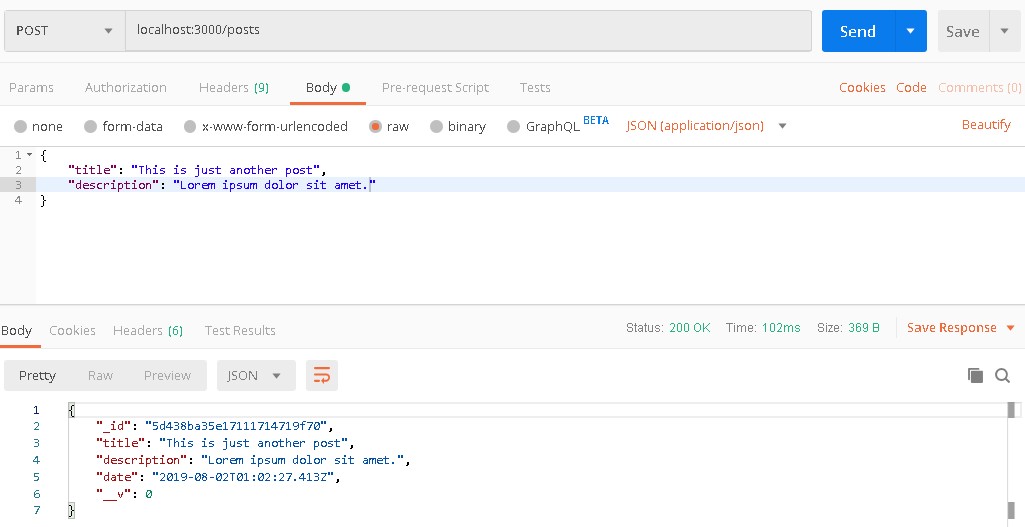 POST localhost:3000/posts Send Save
Params Authorization Headers (9) Body Pre-request Script Tests Cookies Code Comments (0)
none form-data x-www-form-urlencoded raw binary GraphQL BETA JSON (application/json) Beautify
1 {
2 "title": "This is just another post",
3 "description": "Lorem ipsum dolor sit amet."
4 }
Body Cookies Headers (6) Test Results Status: 200 OK Time: 102ms Size: 369 B Save Response
Pretty Raw Preview JSON
1 {
2 "_id": "5d438ba35e17111714719f70",
3 "title": "This is just another post",
4 "description": "Lorem ipsum dolor sit amet.",
5 "date": "2019-08-02T01:02:27.413Z",
6 "__v": 0
7 }